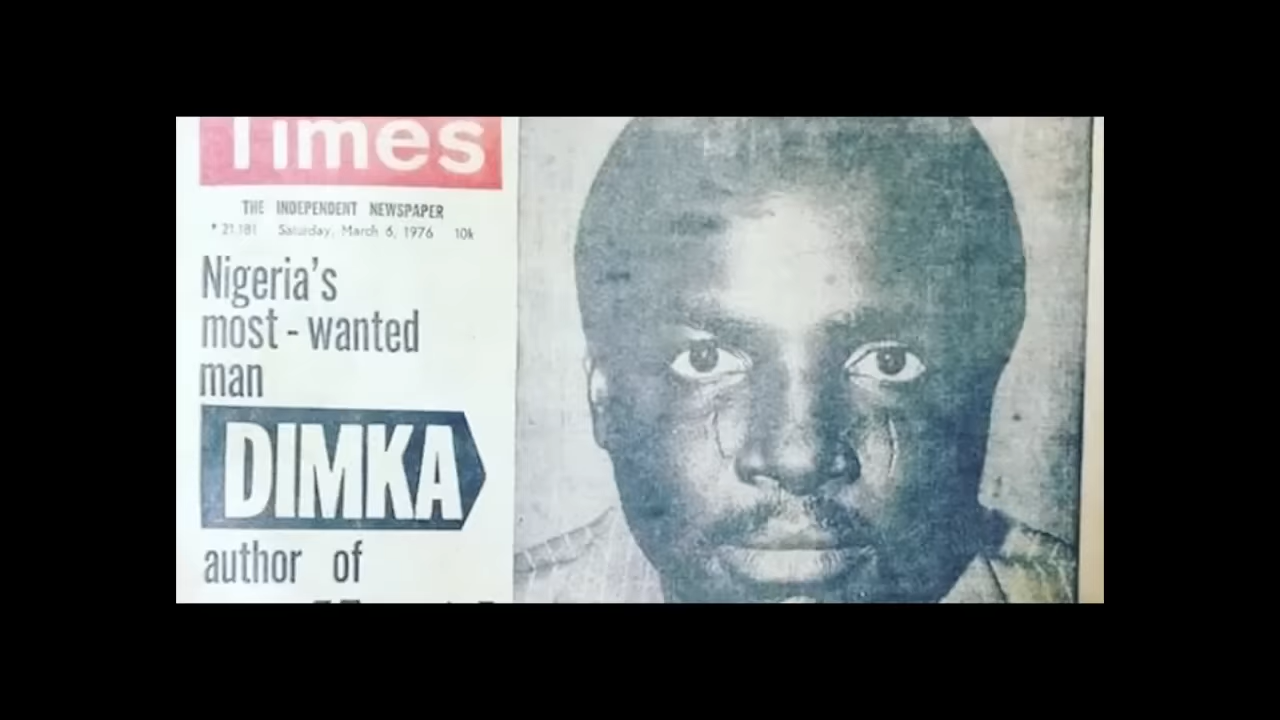 Times
THE INDEPENDENT NEWSPAPER
* 21,181 Saturday, March 6, 1976 10k
Nigeria's
most-wanted
man
DIMKA
author of